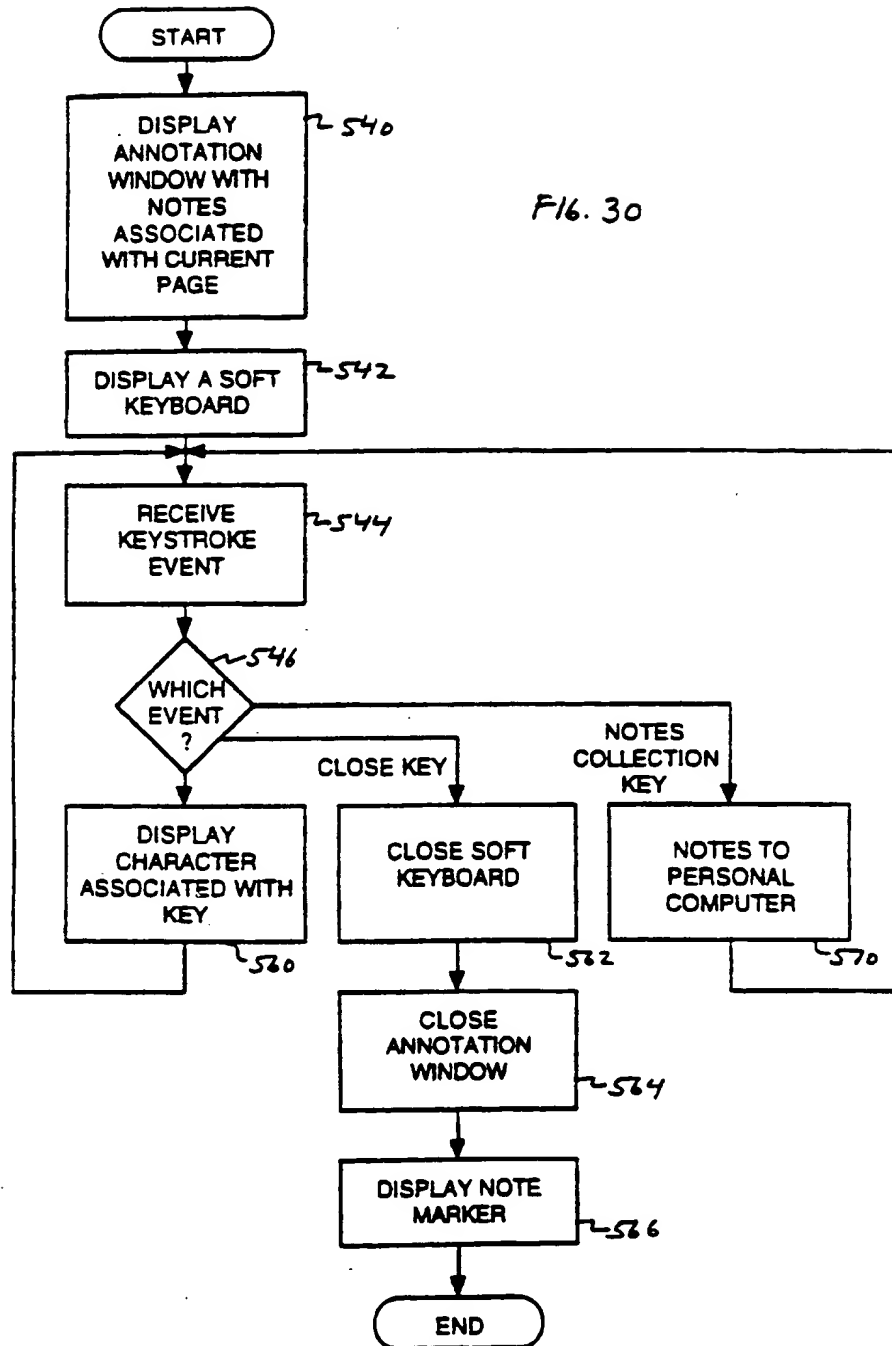 START
DISPLAY
ANNOTATION
WINDOW WITH
NOTES
ASSOCIATED
WITH CURRENT
PAGE
540
FIG. 30
DISPLAY A SOFT
KEYBOARD
542
RECEIVE
KEYSTROKE
EVENT
544
WHICH
EVENT
?
546
CLOSE KEY
NOTES
COLLECTION
KEY
DISPLAY
CHARACTER
ASSOCIATED WITH
KEY
560
CLOSE SOFT
KEYBOARD
562
NOTES TO
PERSONAL
COMPUTER
570
CLOSE
ANNOTATION
WINDOW
564
DISPLAY NOTE
MARKER
566
END